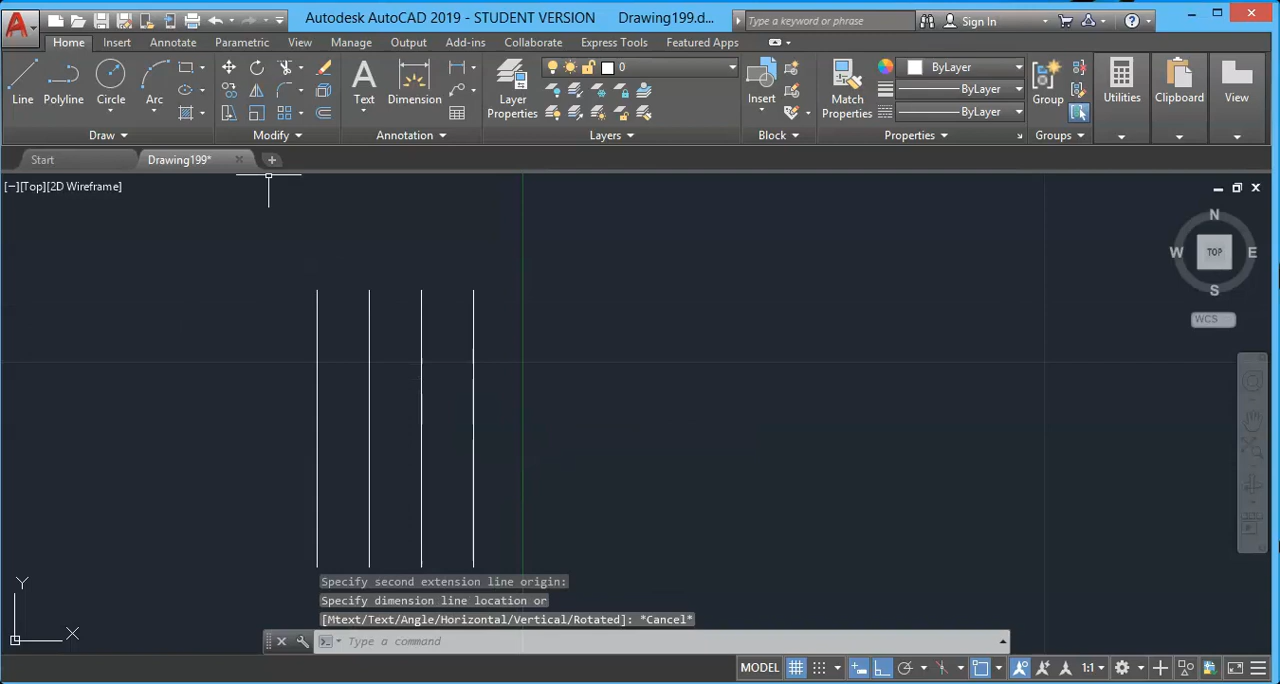 Autodesk AutoCAD 2019 - STUDENT VERSION Drawing199.d... Type a keyword or phrase Sign In
Home Insert Annotate Parametric View Manage Output Add-ins Collaborate Express Tools Featured Apps
Line Polyline Circle Arc Text Dimension Layer Properties 0 Insert Match Properties ByLayer ByLayer ByLayer Group Utilities Clipboard View
Draw Modify Annotation Layers Block Properties Groups
Start Drawing199*
[−][Top][2D Wireframe]
N
W TOP E
S
WCS
Specify second extension line origin:
Specify dimension line location or
[Mtext/Text/Angle/Horizontal/Vertical/Rotated]: *Cancel*
Y
X
Type a command
MODEL 1:1